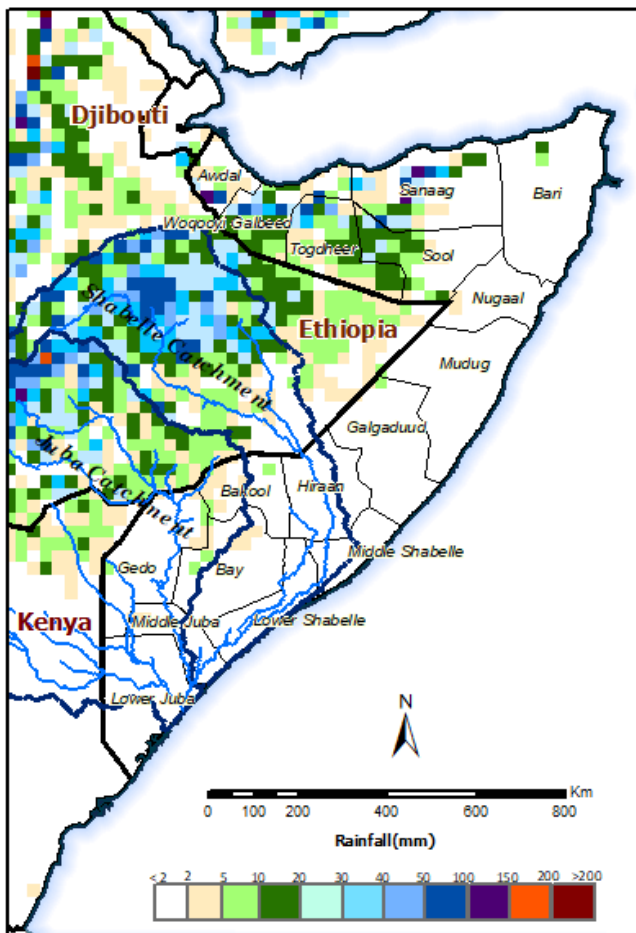 Djibouti
Awdal
Sanaag
Bari
Woqooyi Galbeed
Togdheer
Sool
Nugaal
Shabelle Catchment
Ethiopia
Mudug
Galgaduud
Juba Catchment
Bakool
Hiraan
Middle Shabelle
Gedo
Bay
Kenya
Middle Juba
Lower Shabelle
Lower Juba
N
Km
0 100 200 400 600 800
Rainfall(mm)
<2 2 5 10 20 30 40 50 100 150 200 >200